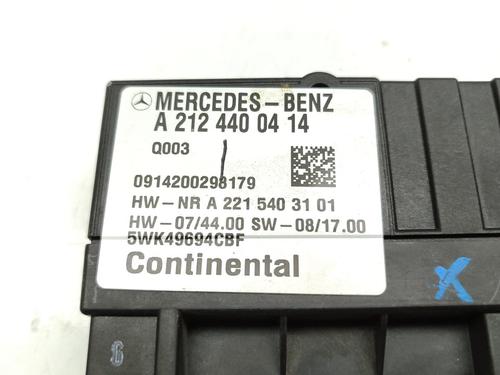 MERCEDES-BENZ
A 212 440 04 14
Q003
0914200298179
HW-NR A 221 540 31 01
HW-07/44.00 SW-08/17.00
5WK49694CBF
Continental
X